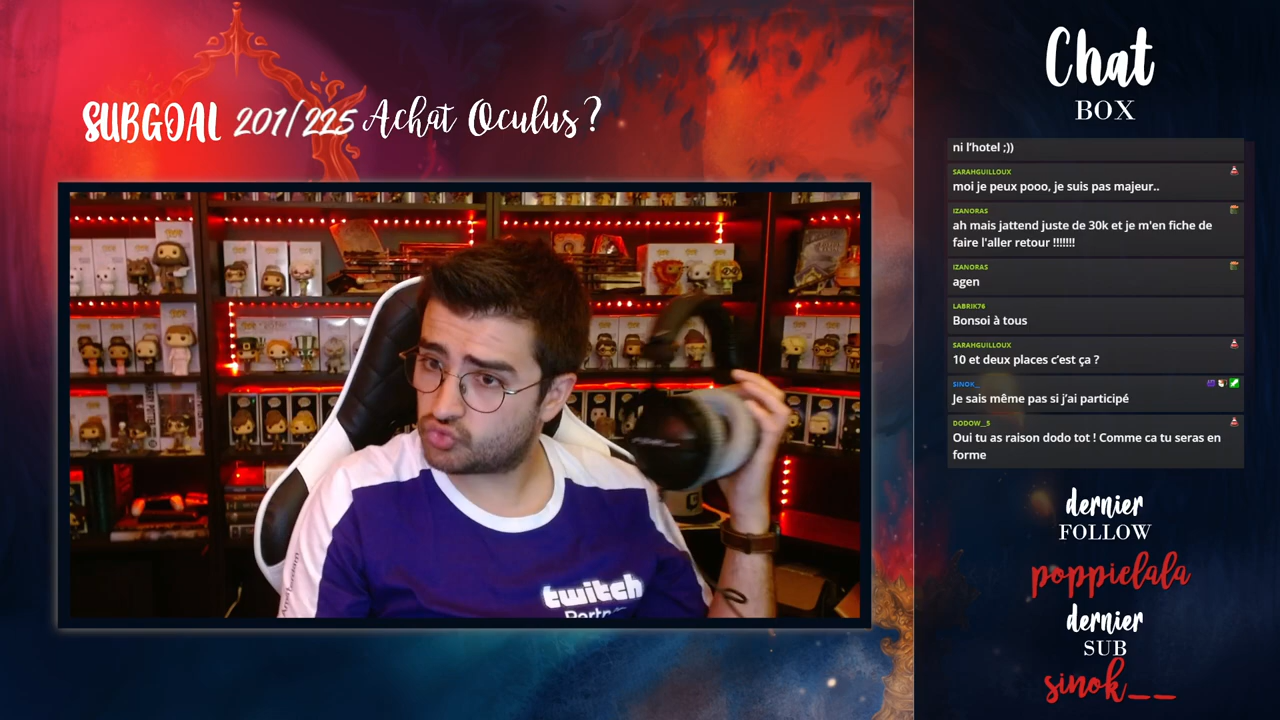 SUBGOAL 201/225 Achat Oculus ?
twitch
Chat
BOX
ni l'hotel ;))
SARAHGUILLOUX
moi je peux pooo, je suis pas majeur..
IZANORAS
ah mais jattend juste de 30k et je m'en fiche de
faire l'aller retour !!!!!!!
IZANORAS
agen
LABRIK76
Bonsoi à tous
SARAHGUILLOUX
10 et deux places c'est ça ?
SINOK__
Je sais même pas si j'ai participé
DODOW_5
Oui tu as raison dodo tot ! Comme ca tu seras en
forme
dernier
FOLLOW
poppielala
dernier
SUB
sinok__